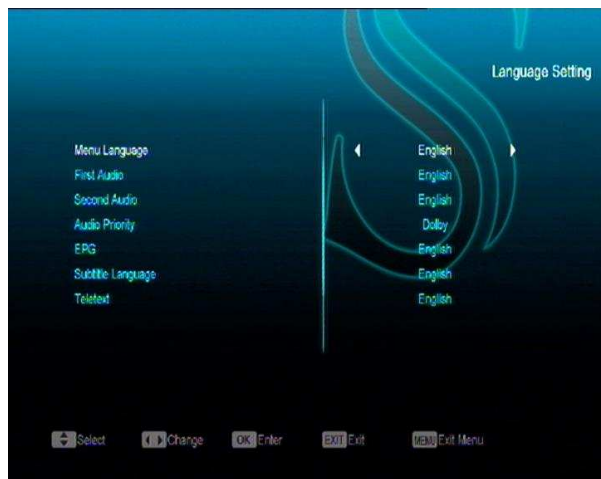 Language Setting
Menu Language English
First Audio English
Second Audio English
Audio Priority Dolby
EPG English
Subtitle Language English
Teletext English
Select Change OK Enter EXIT Exit MENU Exit Menu